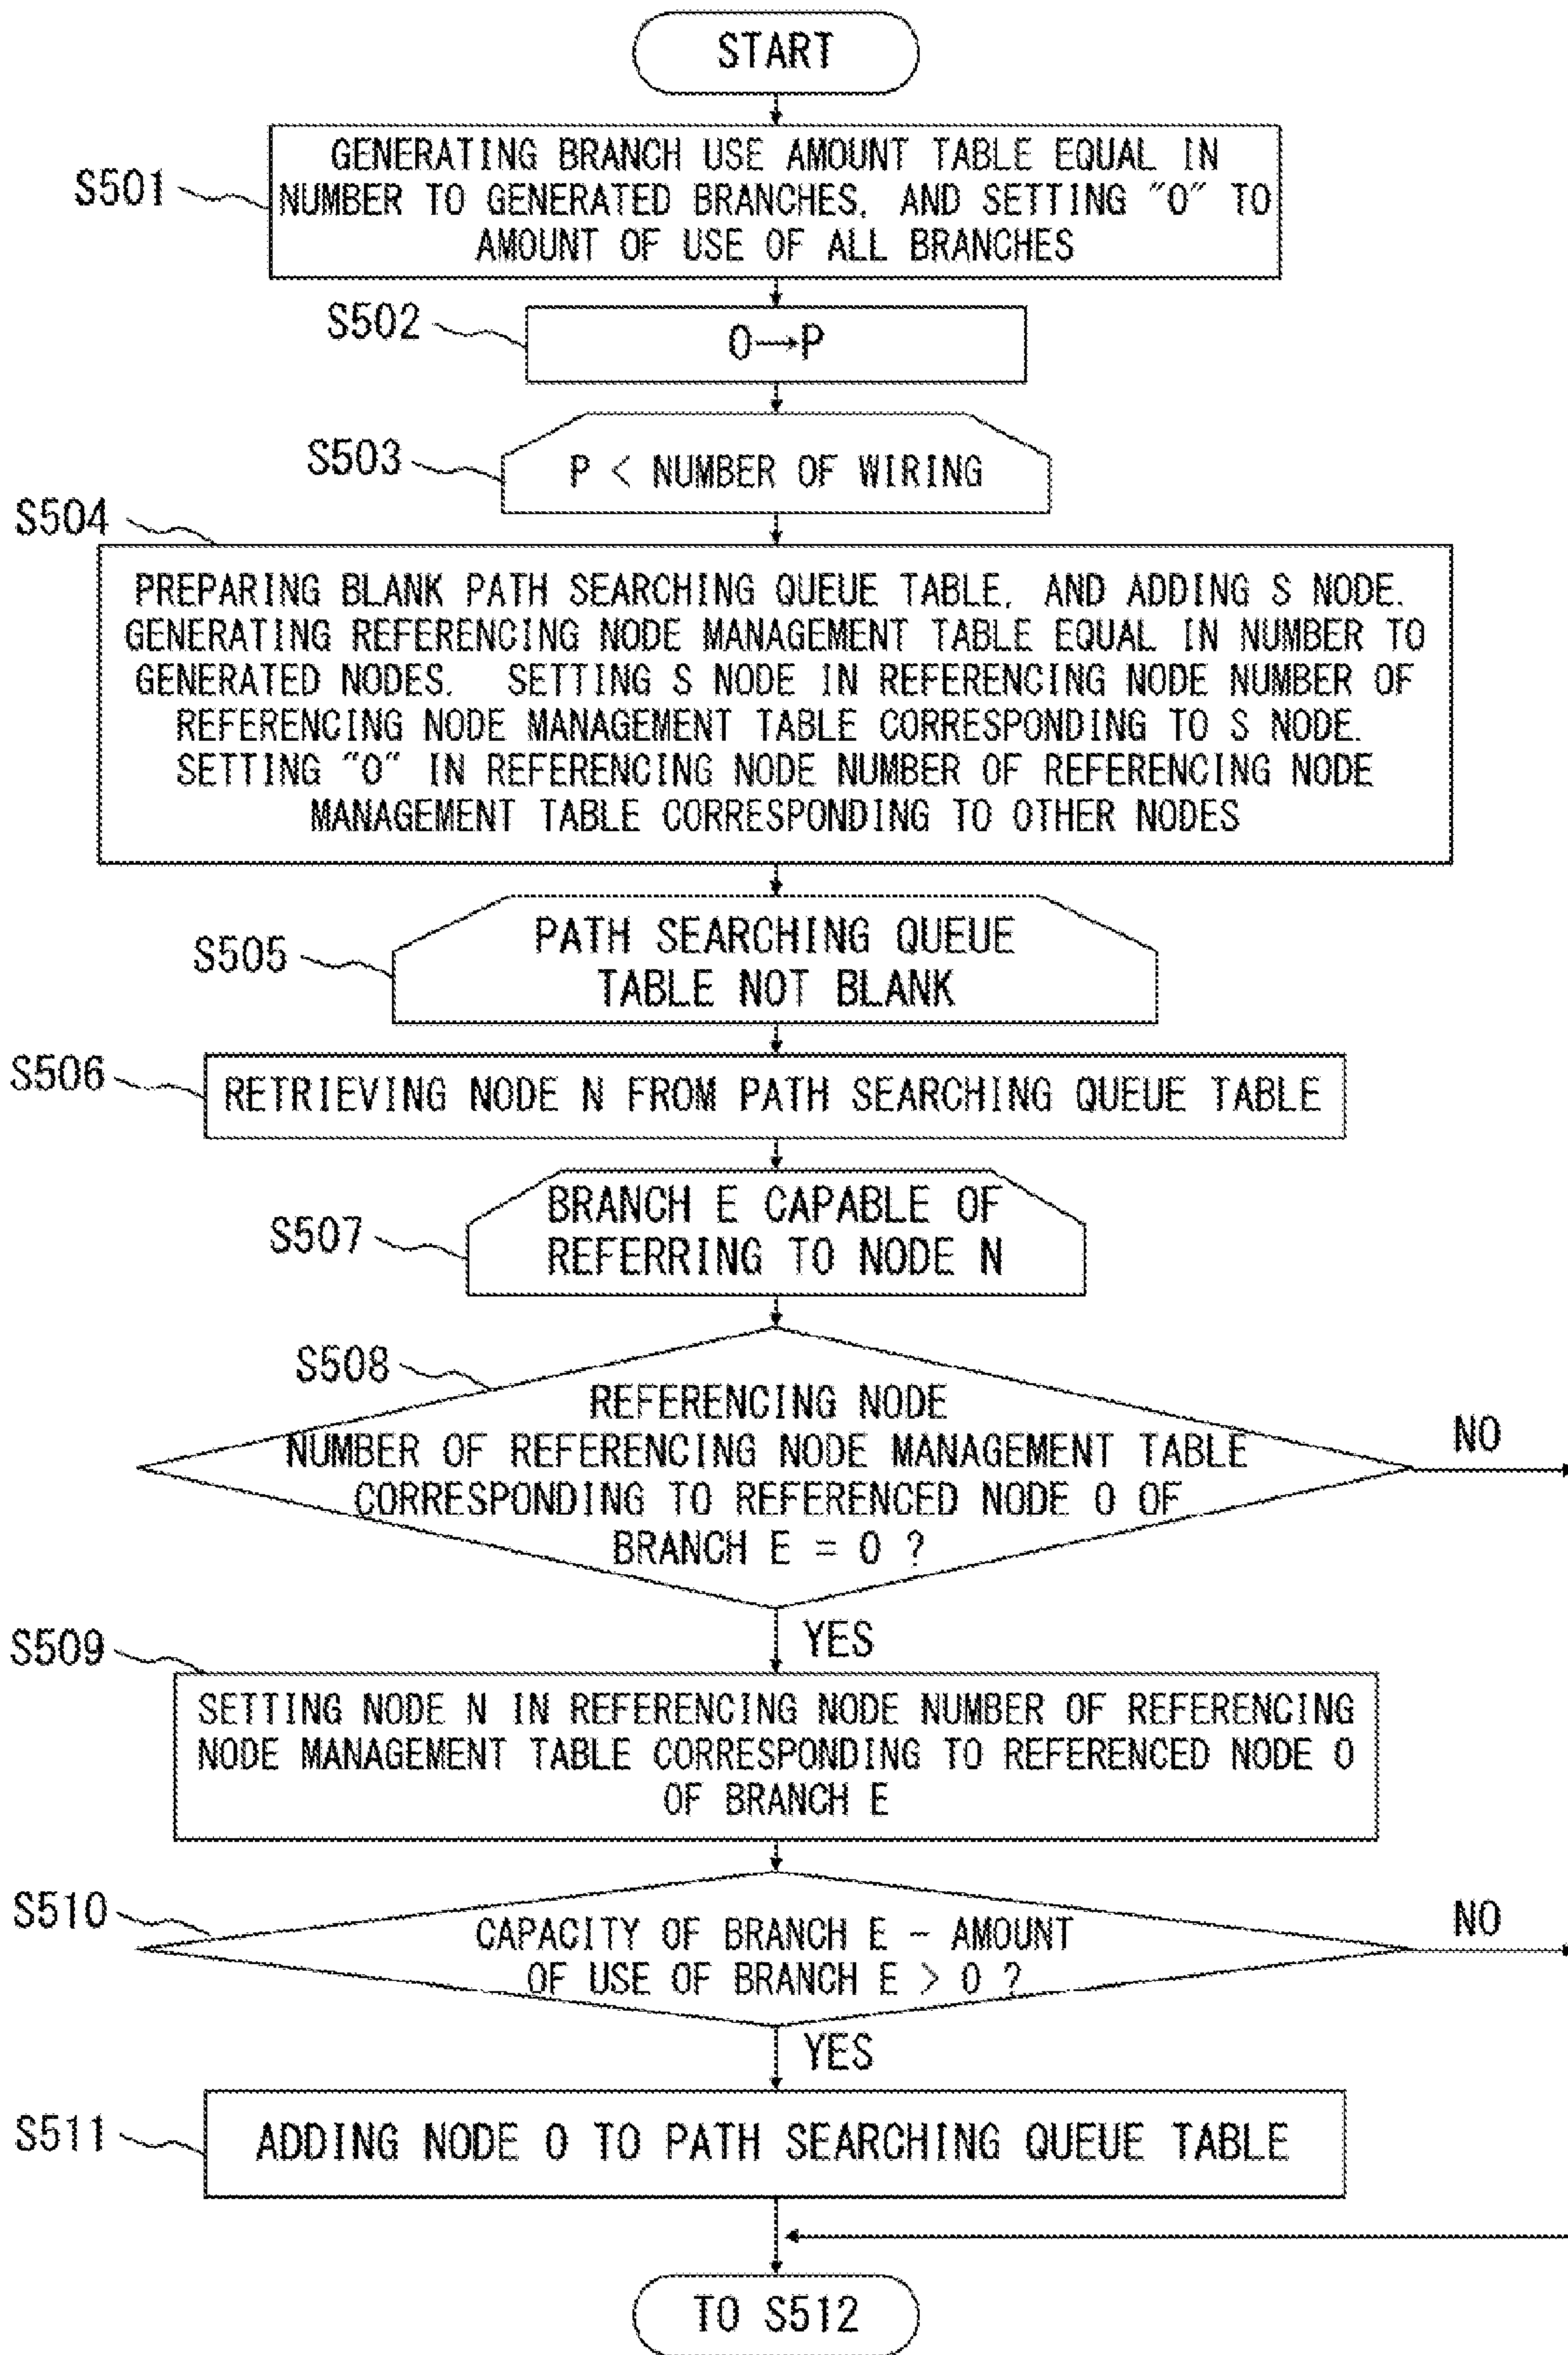 START
S501
GENERATING BRANCH USE AMOUNT TABLE EQUAL IN
NUMBER TO GENERATED BRANCHES, AND SETTING "0" TO
AMOUNT OF USE OF ALL BRANCHES
S502
0→P
S503
P < NUMBER OF WIRING
S504
PREPARING BLANK PATH SEARCHING QUEUE TABLE, AND ADDING S NODE.
GENERATING REFERENCING NODE MANAGEMENT TABLE EQUAL IN NUMBER TO
GENERATED NODES. SETTING S NODE IN REFERENCING NODE NUMBER OF
REFERENCING NODE MANAGEMENT TABLE CORRESPONDING TO S NODE.
SETTING "0" IN REFERENCING NODE NUMBER OF REFERENCING NODE
MANAGEMENT TABLE CORRESPONDING TO OTHER NODES
S505
PATH SEARCHING QUEUE
TABLE NOT BLANK
S506
RETRIEVING NODE N FROM PATH SEARCHING QUEUE TABLE
S507
BRANCH E CAPABLE OF
REFERRING TO NODE N
S508
REFERENCING NODE
NUMBER OF REFERENCING NODE MANAGEMENT TABLE
CORRESPONDING TO REFERENCED NODE O OF
BRANCH E = 0 ?
NO
YES
S509
SETTING NODE N IN REFERENCING NODE NUMBER OF REFERENCING
NODE MANAGEMENT TABLE CORRESPONDING TO REFERENCED NODE O
OF BRANCH E
S510
CAPACITY OF BRANCH E - AMOUNT
OF USE OF BRANCH E > 0 ?
NO
YES
S511
ADDING NODE O TO PATH SEARCHING QUEUE TABLE
TO S512